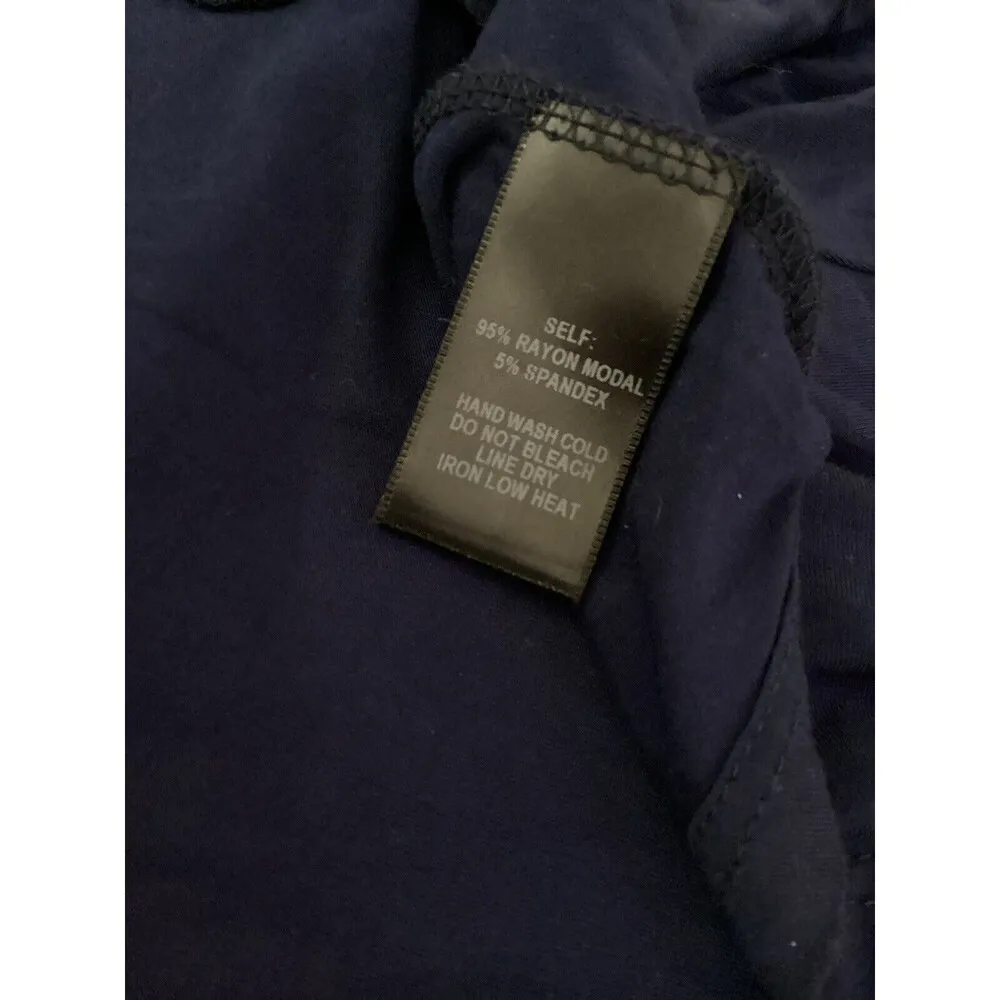 SELF:
95% RAYON MODAL
5% SPANDEX
HAND WASH COLD
DO NOT BLEACH
LINE DRY
IRON LOW HEAT